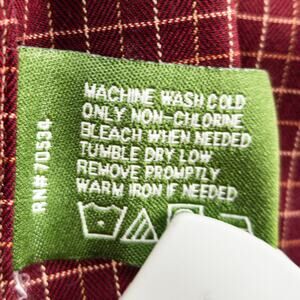 MACHINE WASH COLD
ONLY NON-CHLORINE
BLEACH WHEN NEEDED
TUMBLE DRY LOW
REMOVE PROMPTLY
WARM IRON IF NEEDED
RN# 70534